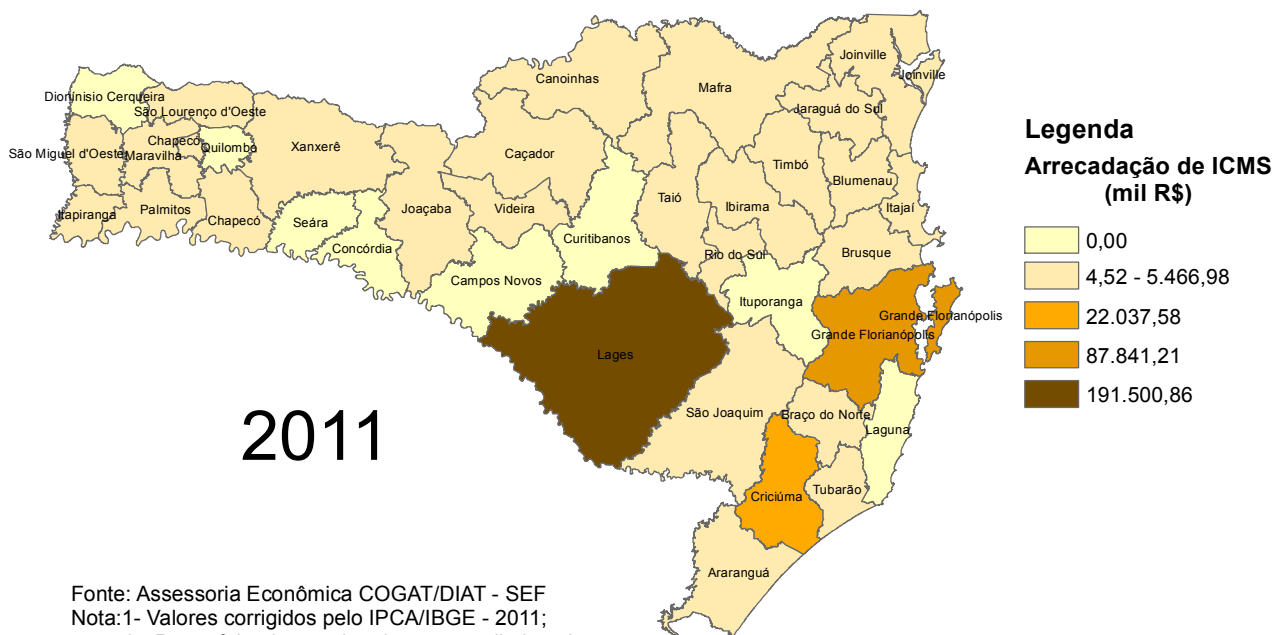 Joinville
Canoinhas
Joinville
Mafra
Dionínisio Cerqueira
São Lourenço d'Oeste
Jaraguá do Sul
Chapecó
Quilombo
Xanxerê
São Miguel d'Oeste
Maravilha
Caçador
Timbó
Blumenau
Taió
Itapiranga
Palmitos
Chapecó
Joaçaba
Videira
Ibirama
Itajaí
Seára
Concórdia
Curitibanos
Rio do Sul
Brusque
Campos Novos
Ituporanga
Grande Florianópolis
Grande Florianópolis
Lages
São Joaquim
Braço do Norte
Laguna
Criciúma
Tubarão
Araranguá
2011
Legenda
Arrecadação de ICMS
(mil R$)
0,00
4,52 - 5.466,98
22.037,58
87.841,21
191.500,86
Fonte: Assessoria Econômica COGAT/DIAT - SEF
Nota:1- Valores corrigidos pelo IPCA/IBGE - 2011;